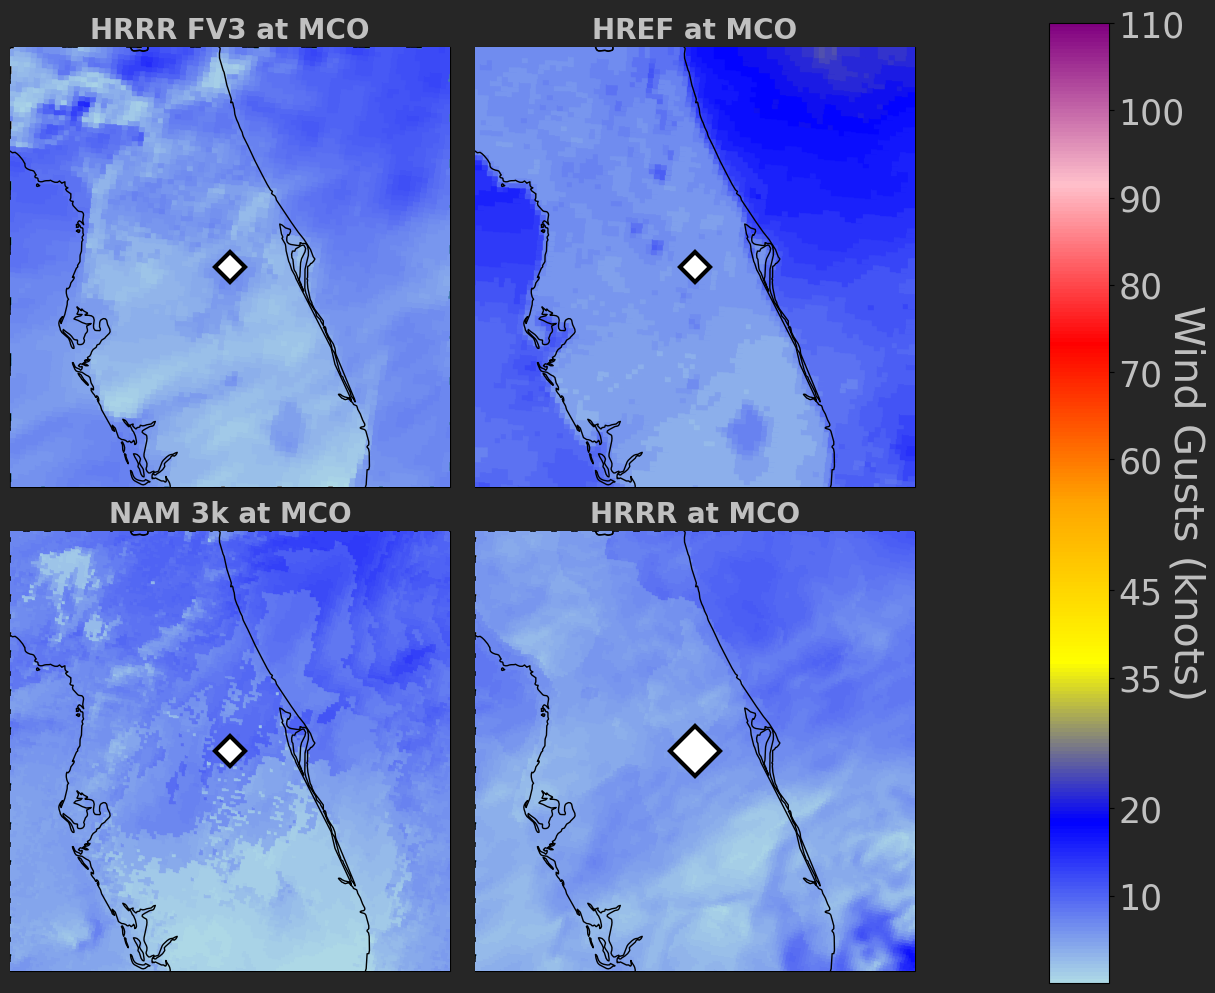 HRRR FV3 at MCO
HREF at MCO
NAM 3k at MCO
HRRR at MCO
110
100
90
80
70
60
45
35
20
10
Wind Gusts (knots)